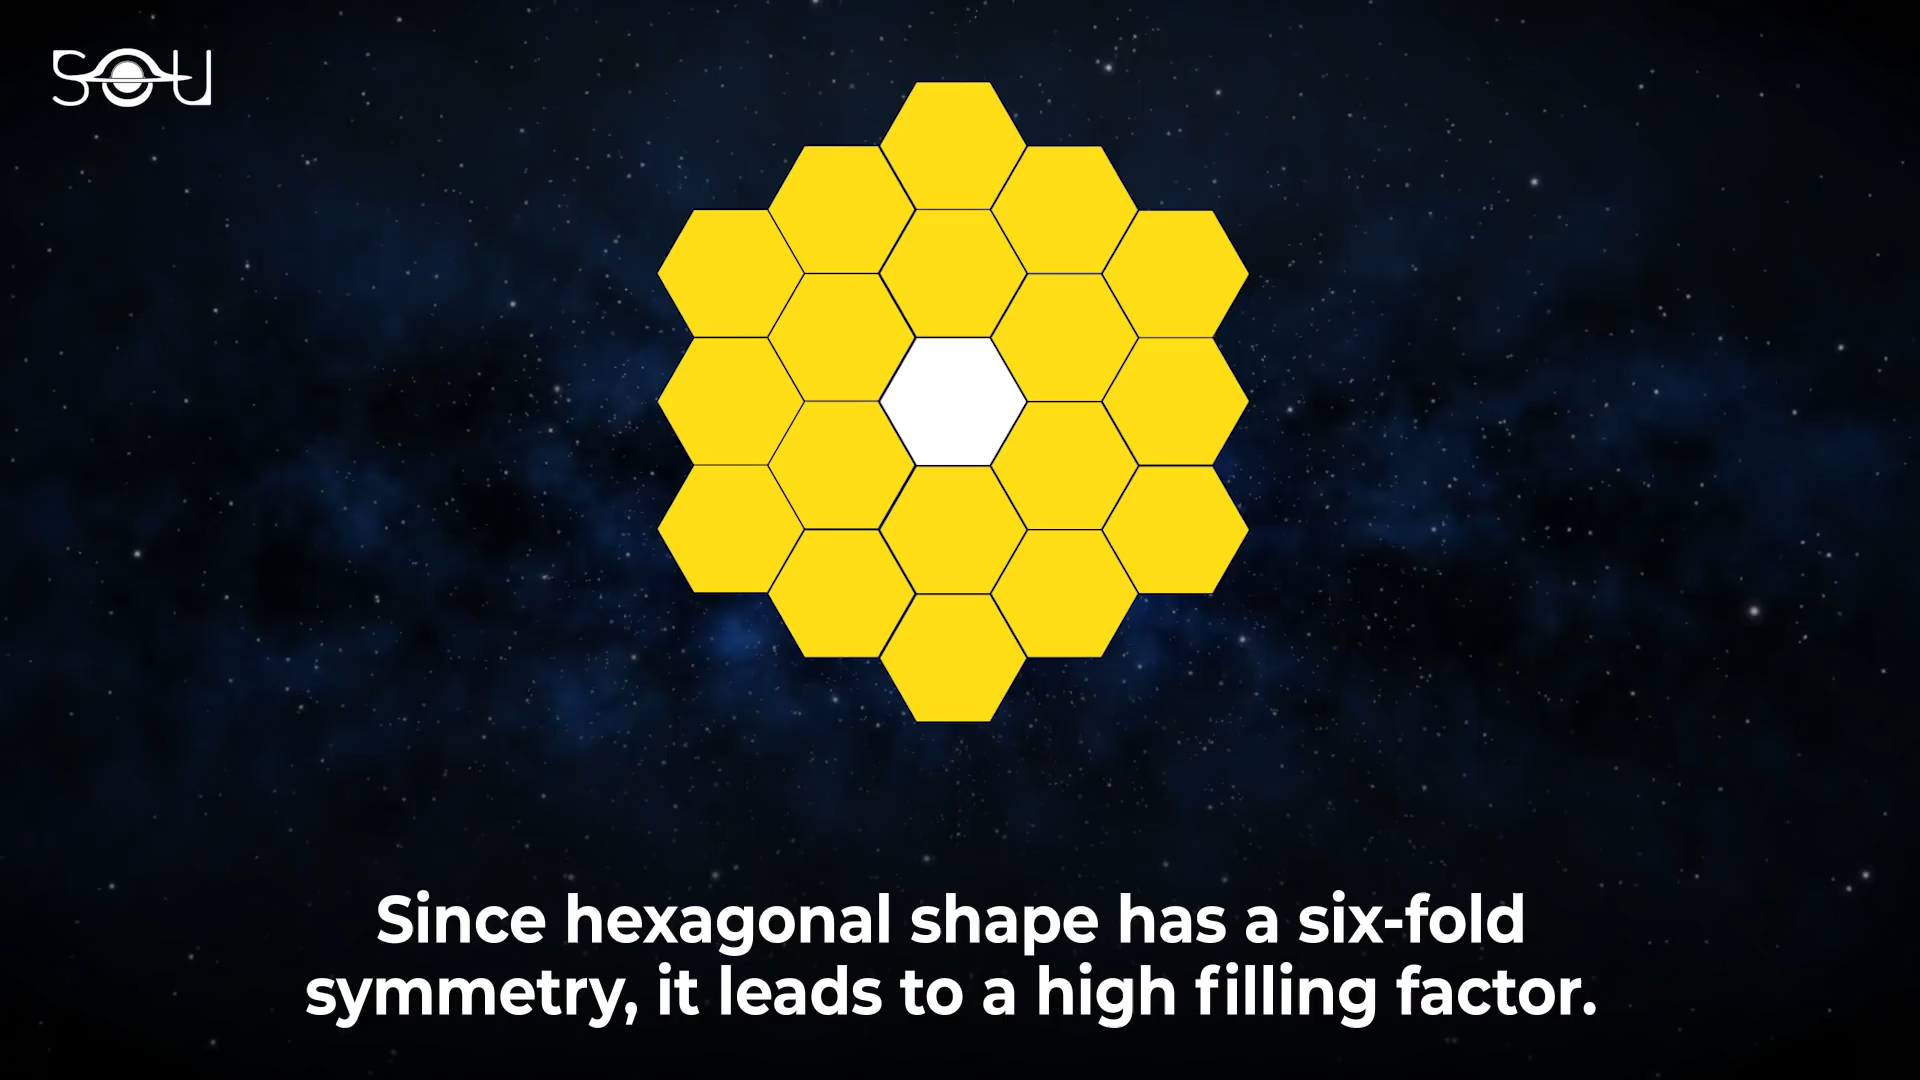 SOU
Since hexagonal shape has a six-fold
symmetry, it leads to a high filling factor.